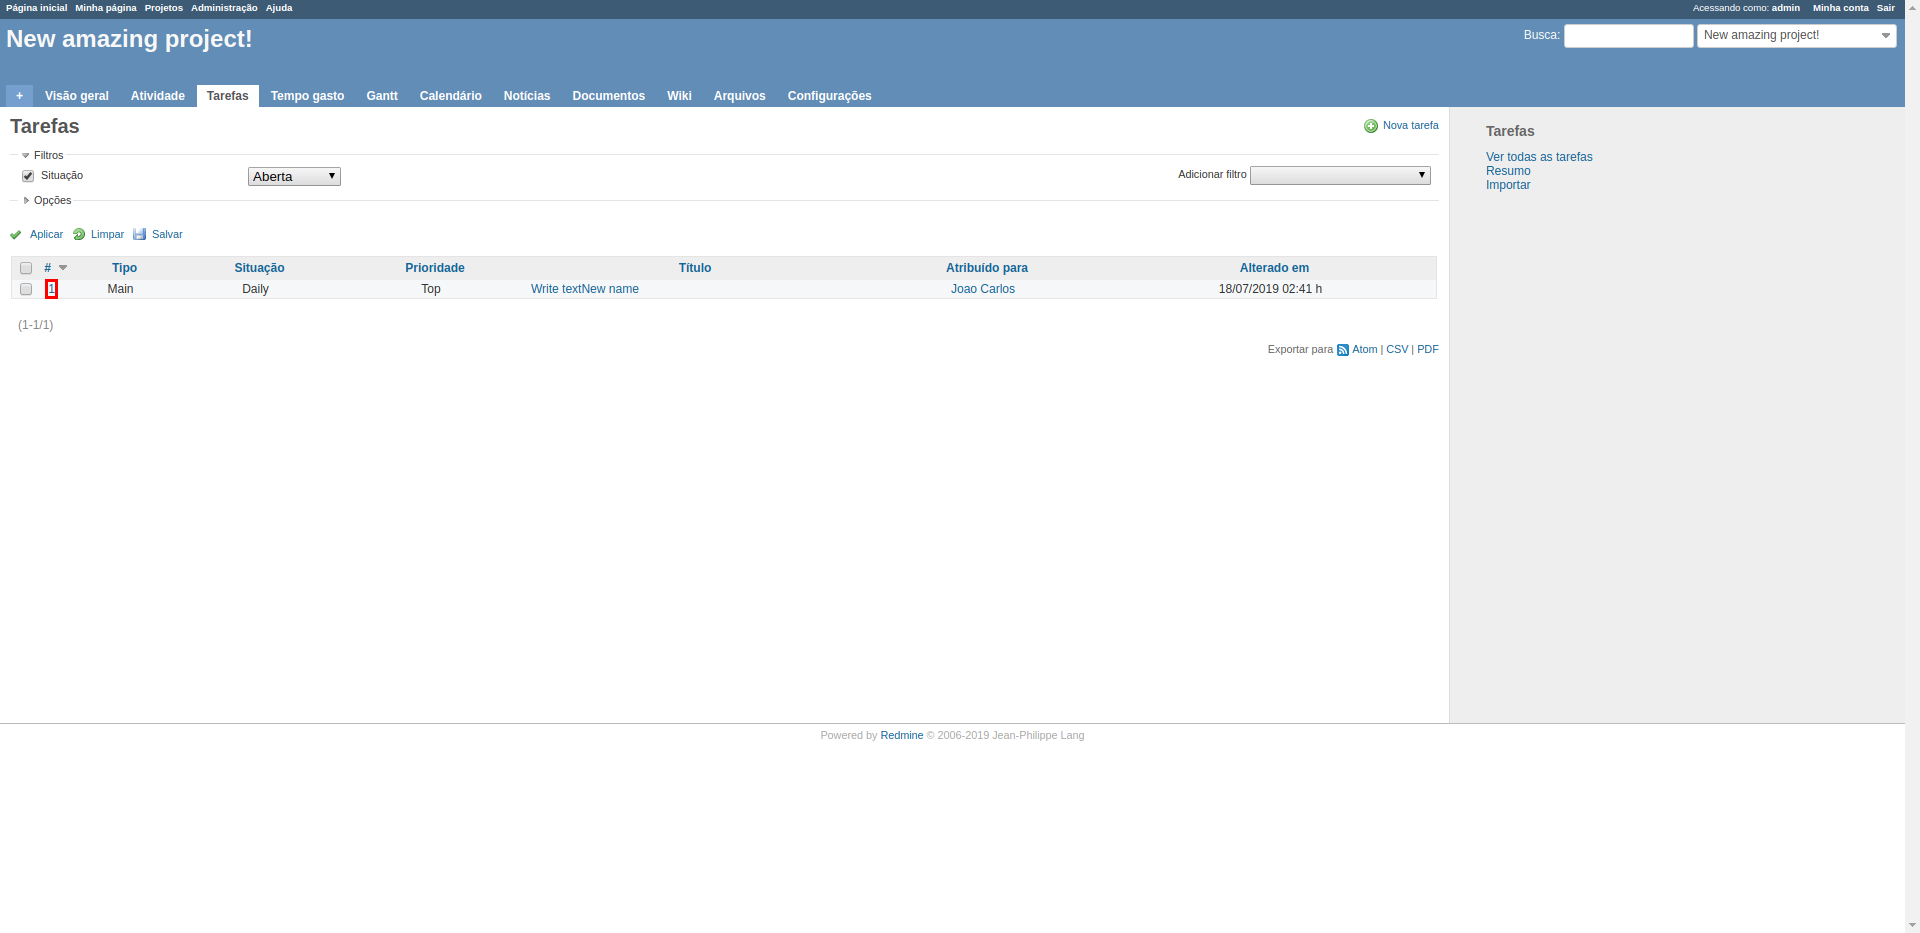 Página inicial Minha página Projetos Administração Ajuda Acessando como: admin Minha conta Sair
New amazing project! Busca: New amazing project!
+ Visão geral Atividade Tarefas Tempo gasto Gantt Calendário Notícias Documentos Wiki Arquivos Configurações
Tarefas Nova tarefa
Filtros
Situação Aberta Adicionar filtro
Opções
Aplicar Limpar Salvar
# Tipo Situação Prioridade Título Atribuído para Alterado em
1 Main Daily Top Write textNew name Joao Carlos 18/07/2019 02:41 h
(1-1/1)
Exportar para Atom | CSV | PDF
Tarefas
Ver todas as tarefas
Resumo
Importar
Powered by Redmine © 2006-2019 Jean-Philippe Lang